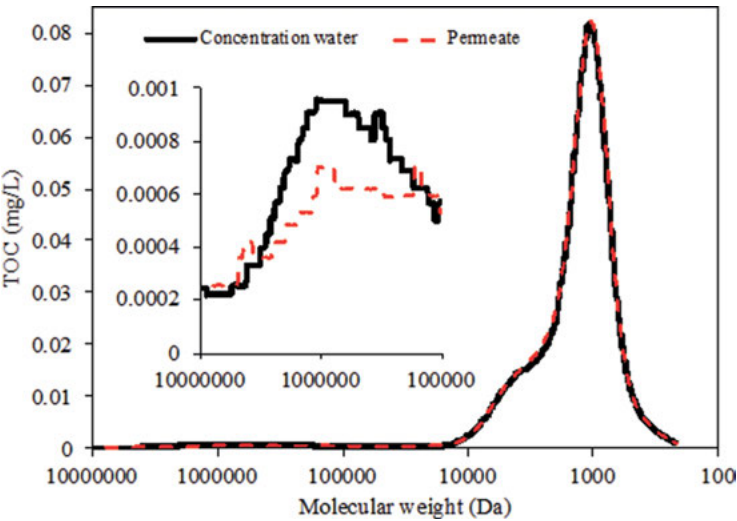 0.08
0.07
0.06
0.05
0.04
0.03
0.02
0.01
0
TOC (mg/L)
Concentration water
Permeate
0.001
0.0008
0.0006
0.0004
0.0002
0
10000000 1000000 100000
10000000 1000000 100000 10000 1000 100
Molecular weight (Da)